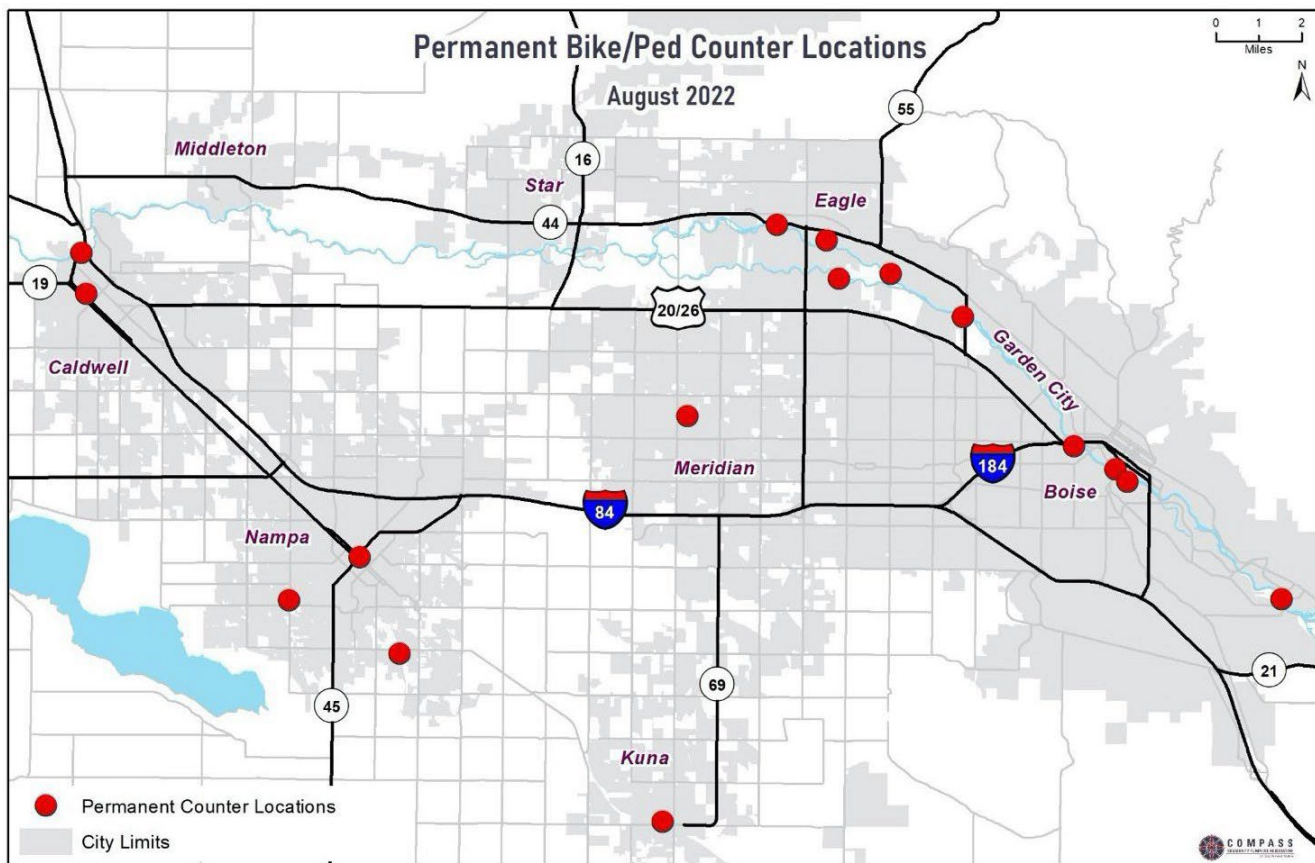 Permanent Bike/Ped Counter Locations
August 2022
0 1 2
Miles
N
55
Middleton
16
Star
Eagle
44
19
20/26
Caldwell
Garden City
Meridian
184
Boise
84
Nampa
21
69
45
Kuna
Permanent Counter Locations
City Limits
COMPASS